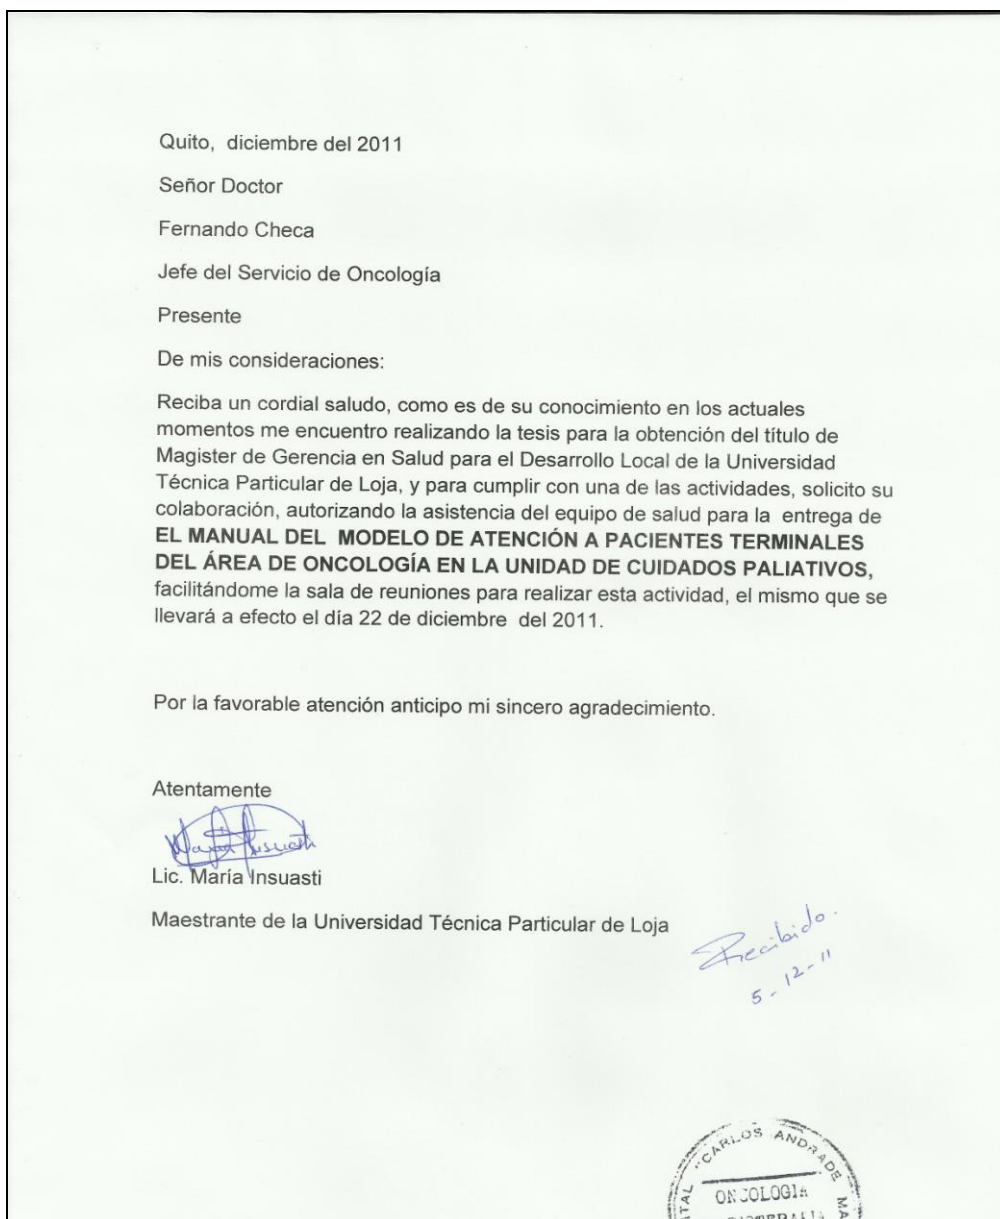 Quito, diciembre del 2011
Señor Doctor
Fernando Checa
Jefe del Servicio de Oncología
Presente
De mis consideraciones:
Reciba un cordial saludo, como es de su conocimiento en los actuales
momentos me encuentro realizando la tesis para la obtención del título de
Magister de Gerencia en Salud para el Desarrollo Local de la Universidad
Técnica Particular de Loja, y para cumplir con una de las actividades, solicito su
colaboración, autorizando la asistencia del equipo de salud para la entrega de
EL MANUAL DEL MODELO DE ATENCIÓN A PACIENTES TERMINALES
DEL ÁREA DE ONCOLOGÍA EN LA UNIDAD DE CUIDADOS PALIATIVOS,
facilitándome la sala de reuniones para realizar esta actividad, el mismo que se
llevará a efecto el día 22 de diciembre del 2011.
Por la favorable atención anticipo mi sincero agradecimiento.
Atentamente
Lic. María Insuasti
Maestrante de la Universidad Técnica Particular de Loja
Recibido.
5-12-11
"CARLOS ANDRADE
ONCOLOGIA